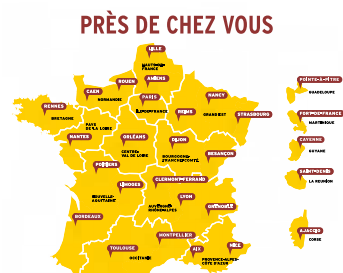 PRÈS DE CHEZ VOUS
LILLE
HAUTS-DE-
FRANCE
AMIENS
ROUEN
CAEN
NORMANDIE
PARIS
ÎLE-DE-FRANCE
REIMS
NANCY
GRAND EST
STRASBOURG
RENNES
BRETAGNE
PAYS
DE LA LOIRE
NANTES
ORLÉANS
CENTRE-
VAL DE LOIRE
DIJON
BOURGOGNE-
FRANCHE-COMTÉ
BESANÇON
POITIERS
LIMOGES
NOUVELLE-
AQUITAINE
CLERMONT-FERRAND
LYON
AUVERGNE-
RHÔNE-ALPES
GRENOBLE
BORDEAUX
TOULOUSE
OCCITANIE
MONTPELLIER
AIX
NICE
PROVENCE-ALPES-
CÔTE D'AZUR
POINTE-À-PITRE
GUADELOUPE
FORT-DE-FRANCE
MARTINIQUE
CAYENNE
GUYANE
SAINT-DENIS
LA RÉUNION
AJACCIO
CORSE